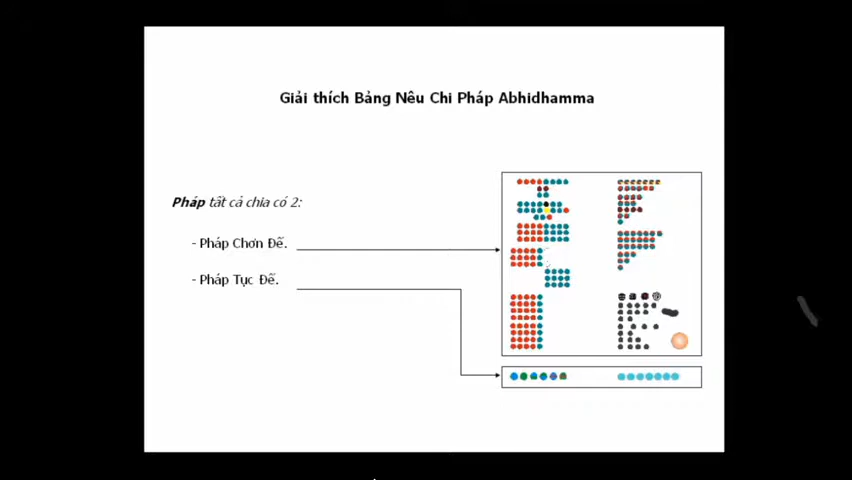 Giải thích Bảng Nêu Chi Pháp Abhidhamma
Pháp tất cả chia có 2:
- Pháp Chơn Đế.
- Pháp Tục Đế.